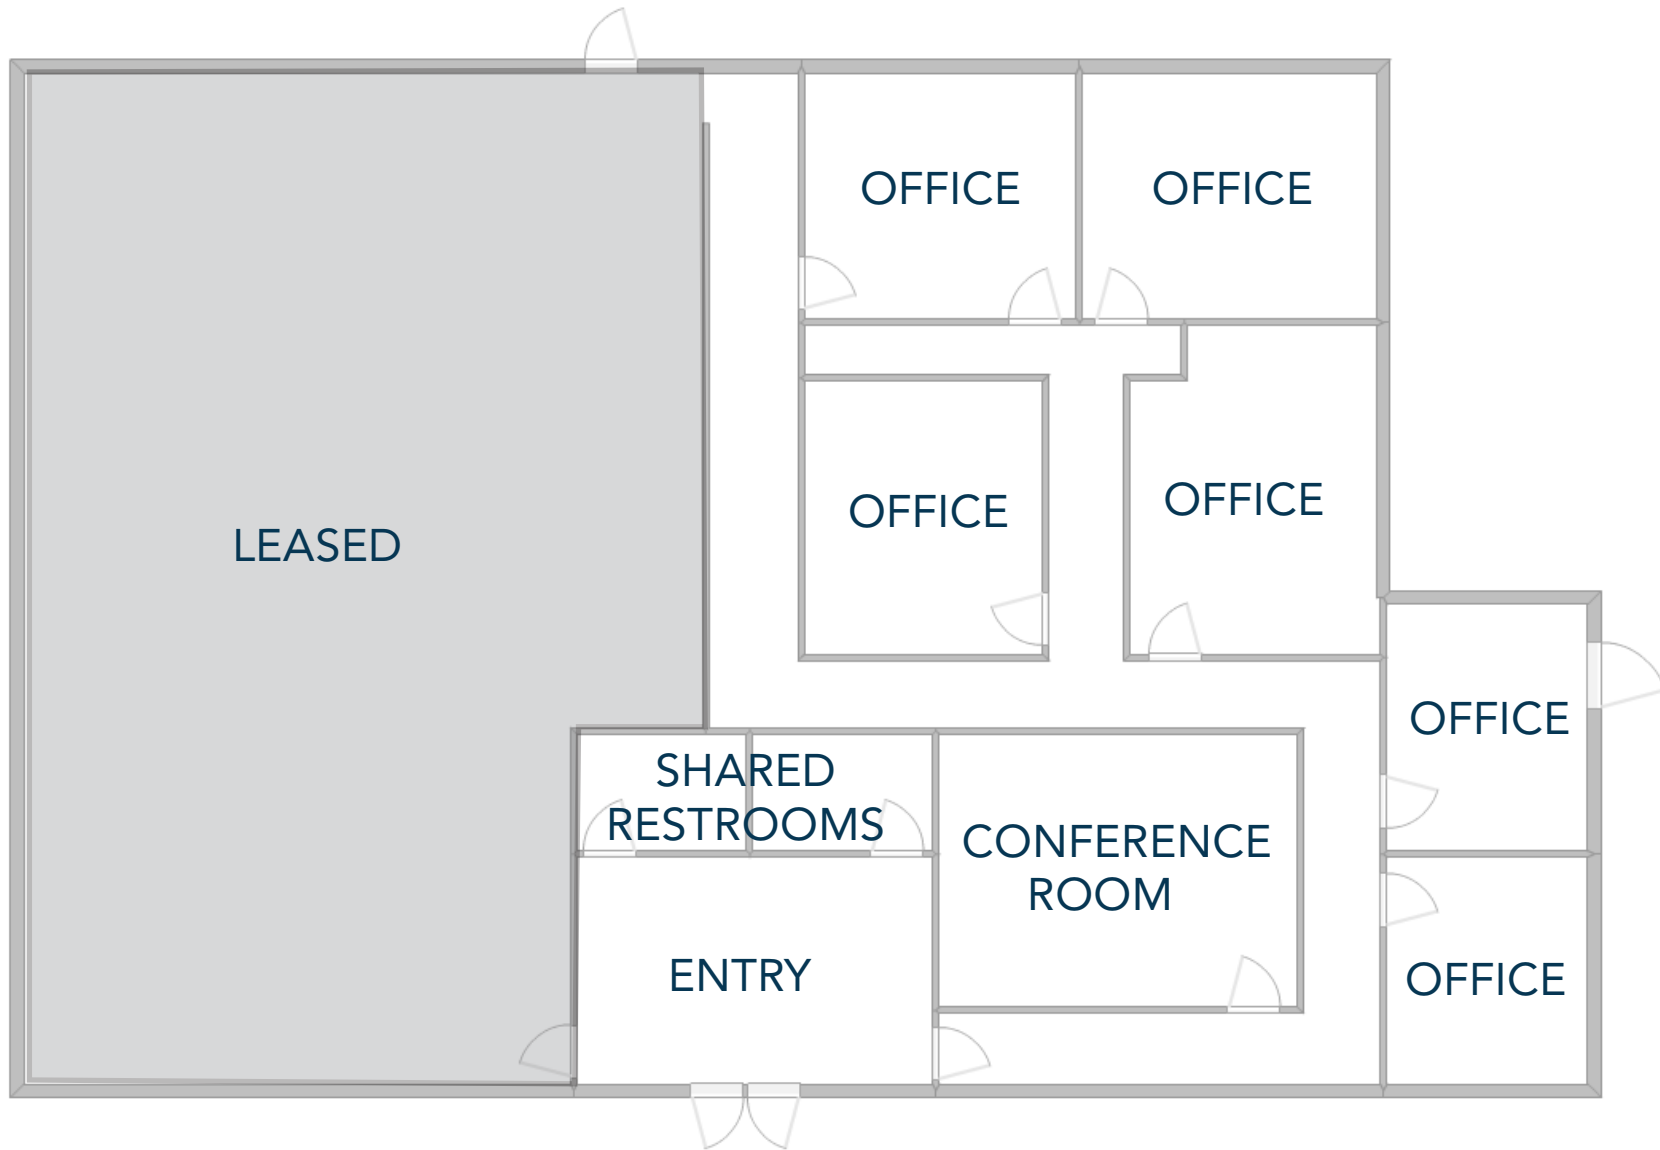 OFFICE
OFFICE
OFFICE
OFFICE
LEASED
OFFICE
SHARED
RESTROOMS
CONFERENCE
ROOM
ENTRY
OFFICE